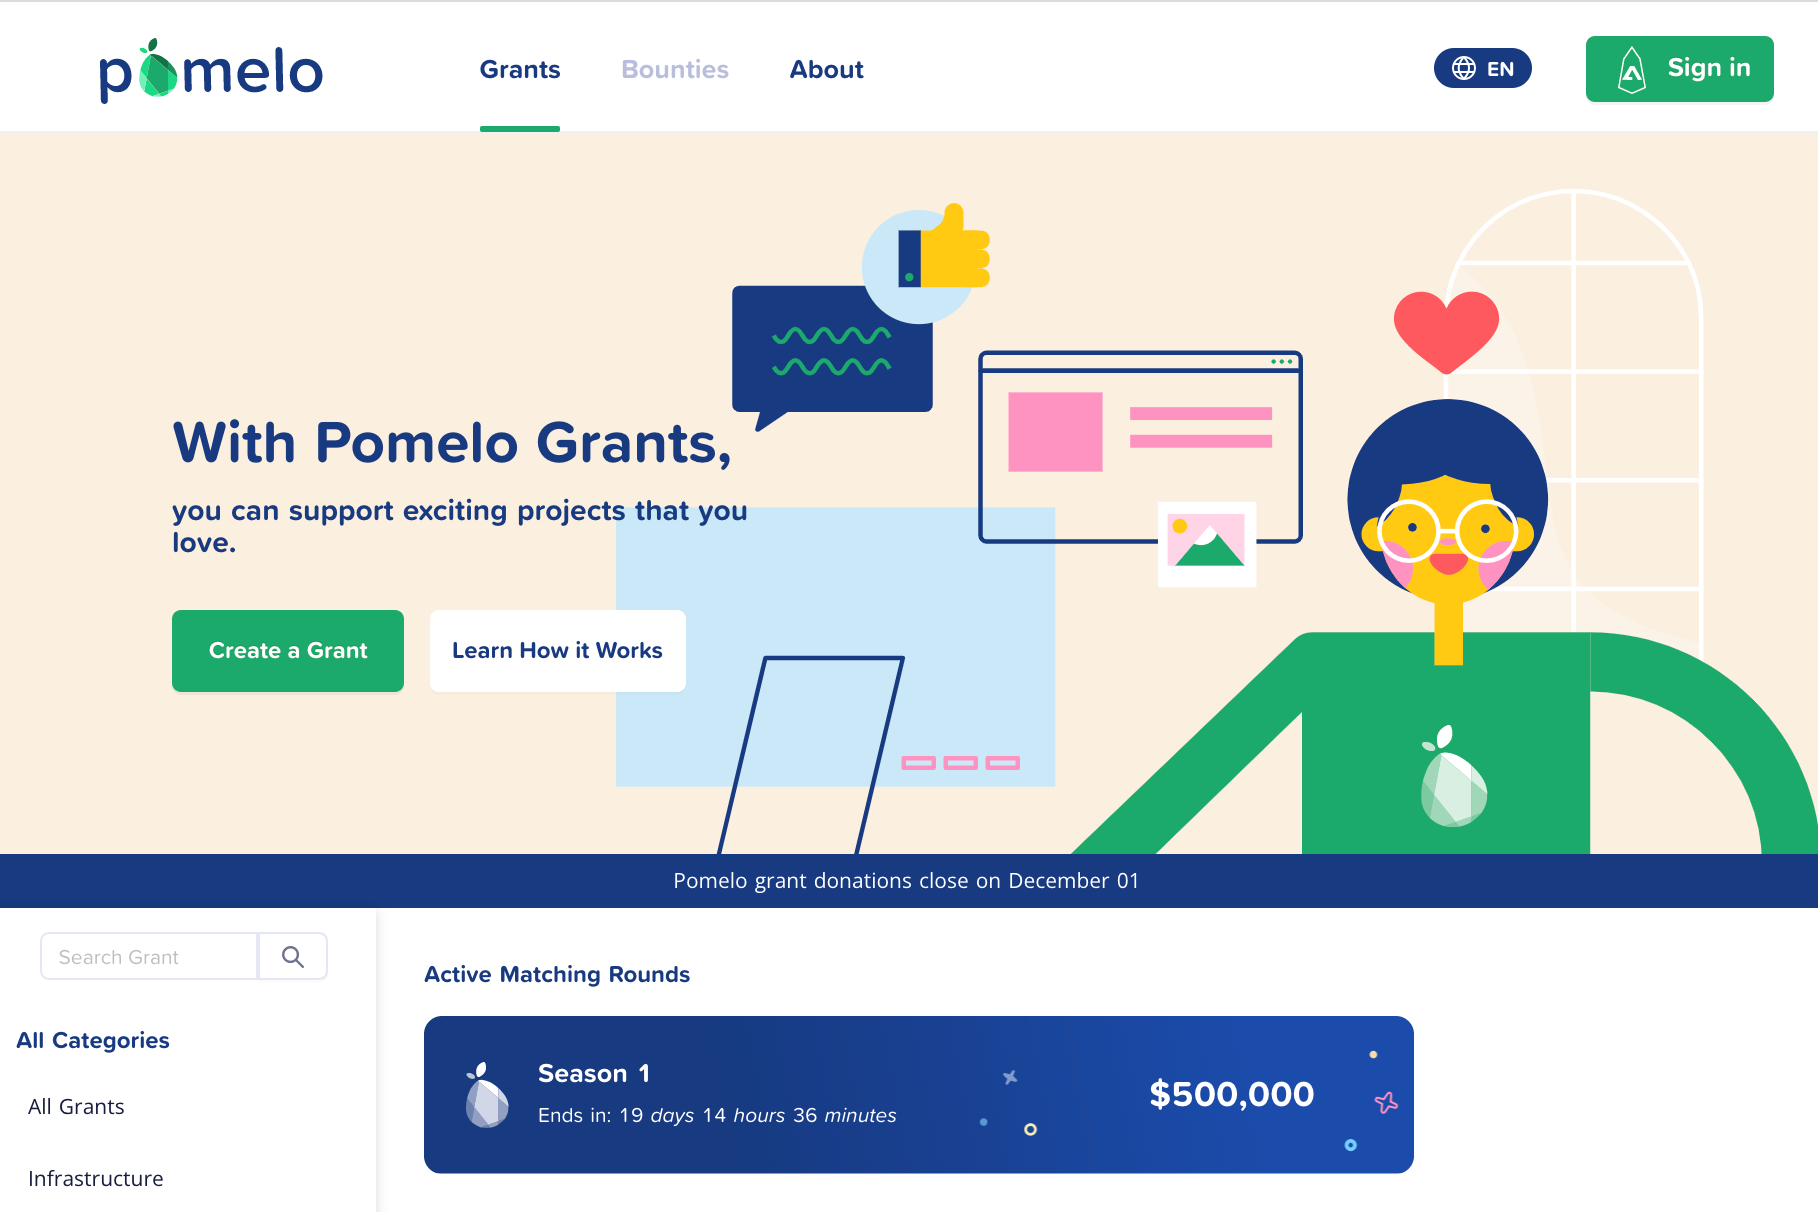 pomelo
Grants
Bounties
About
EN
Sign in
With Pomelo Grants,
you can support exciting projects that you
love.
Create a Grant
Learn How it Works
Pomelo grant donations close on December 01
Search Grant
All Categories
All Grants
Infrastructure
Active Matching Rounds
Season 1
Ends in: 19 days 14 hours 36 minutes
$500,000